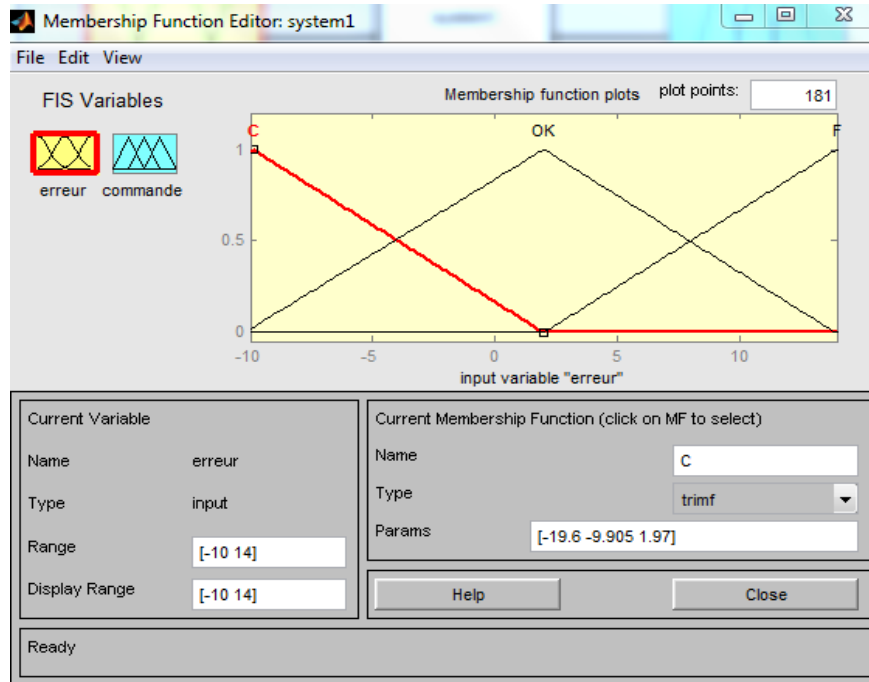 Membership Function Editor: system1
File Edit View
FIS Variables
erreur commande
Membership function plots plot points: 181
C OK F
1
0.5
0
-10 -5 0 5 10
input variable "erreur"
Current Variable
Name erreur
Type input
Range [-10 14]
Display Range [-10 14]
Current Membership Function (click on MF to select)
Name C
Type trimf
Params [-19.6 -9.905 1.97]
Help Close
Ready